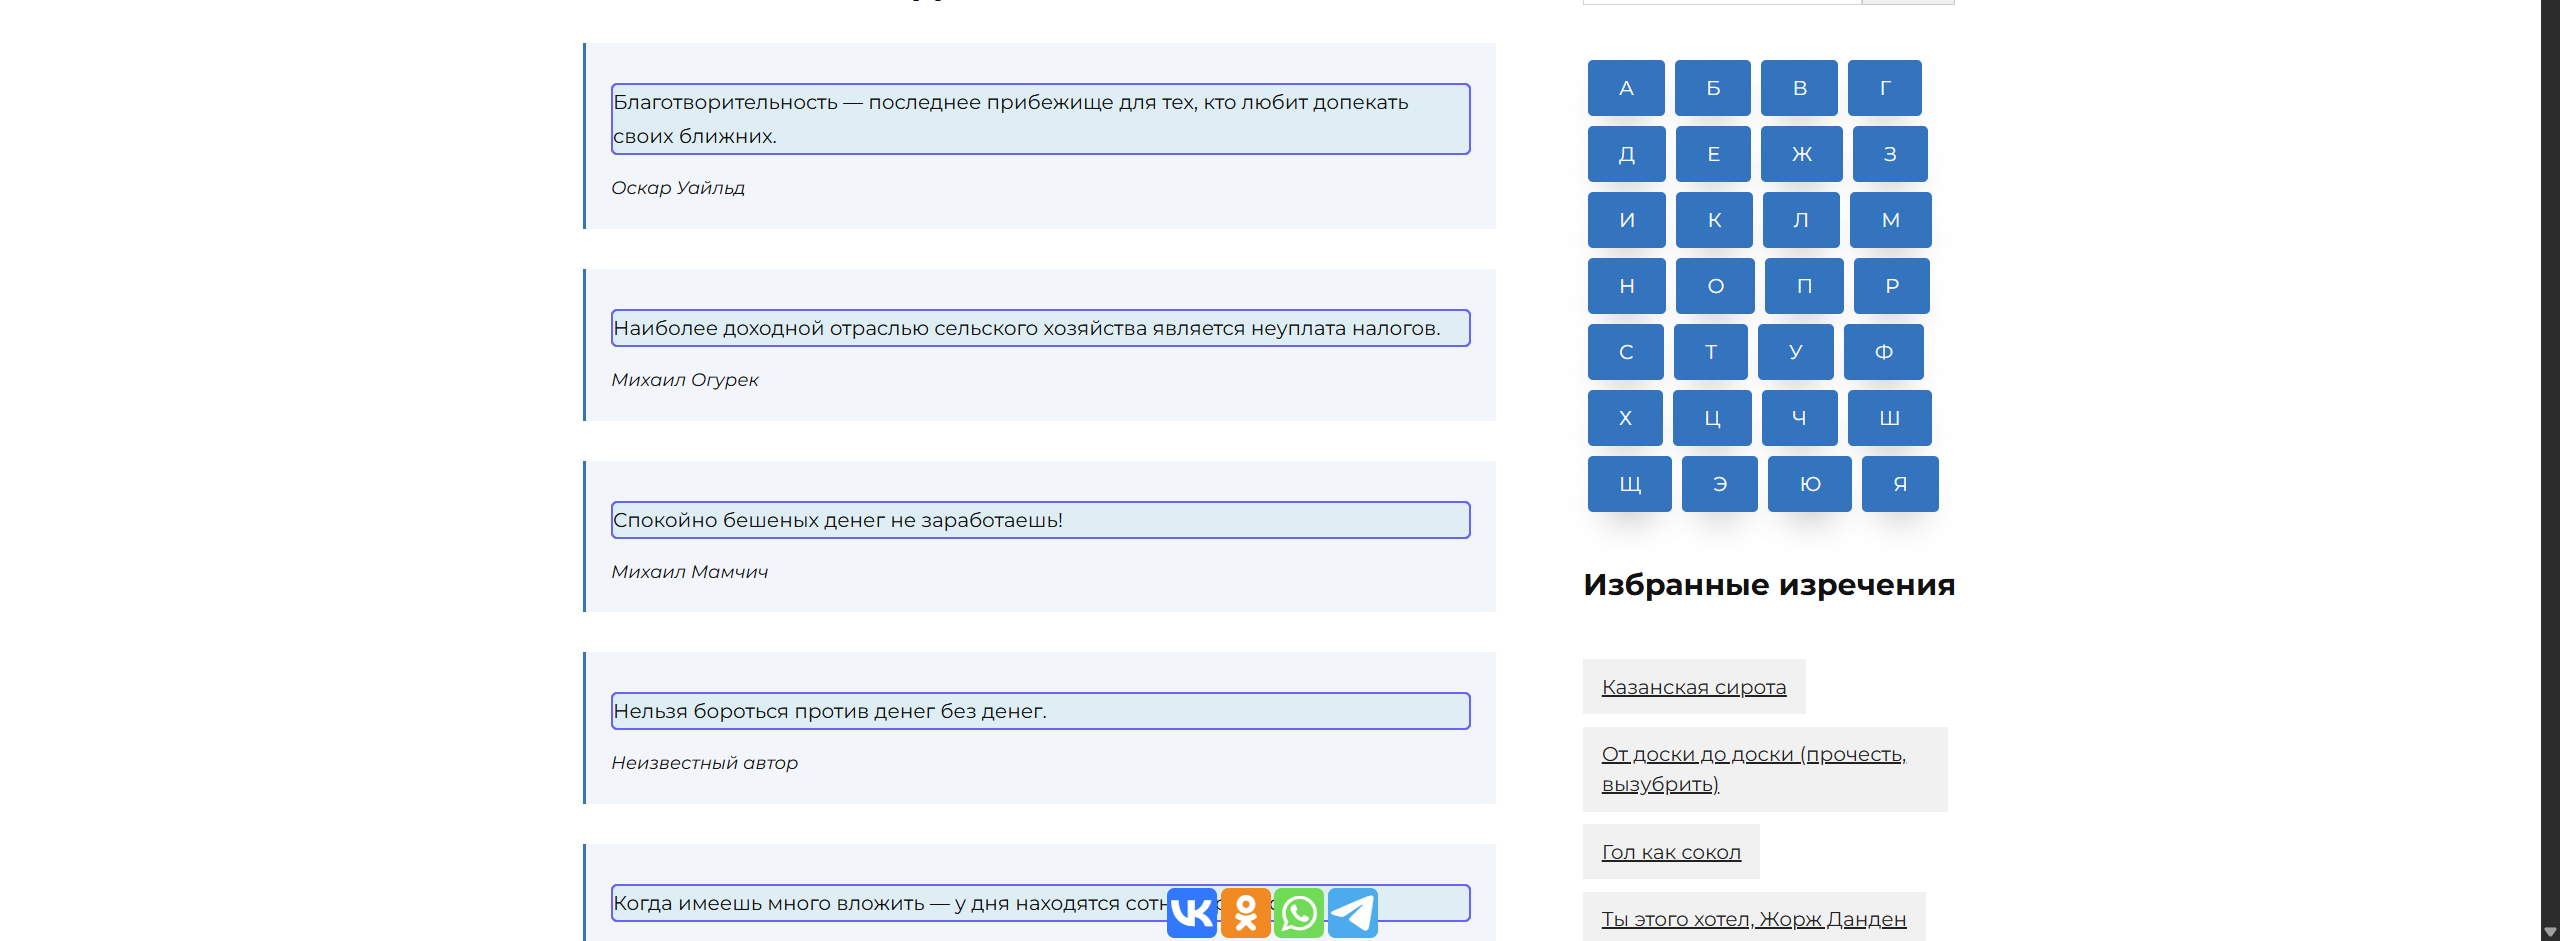 Благотворительность — последнее прибежище для тех, кто любит допекать
своих ближних.
Оскар Уайльд
Наиболее доходной отраслью сельского хозяйства является неуплата налогов.
Михаил Огурек
Спокойно бешеных денег не заработаешь!
Михаил Мамчич
Нельзя бороться против денег без денег.
Неизвестный автор
Когда имеешь много вложить — у дня находятся
А Б В Г
Д Е Ж З
И К Л М
Н О П Р
С Т У Ф
Х Ц Ч Ш
Щ Э Ю Я
Избранные изречения
Казанская сирота
От доски до доски (прочесть,
вызубрить)
Гол как сокол
Ты этого хотел, Жорж Данден